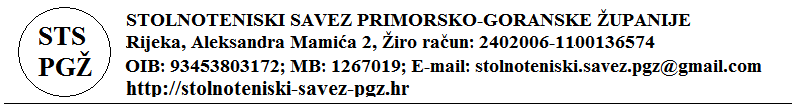 STS
PGŽ
STOLNOTENISKI SAVEZ PRIMORSKO-GORANSKE ŽUPANIJE
Rijeka, Aleksandra Mamića 2, Žiro račun: 2402006-1100136574
OIB: 93453803172; MB: 1267019; E-mail: stolnoteniski.savez.pgz@gmail.com
http://stolnoteniski-savez-pgz.hr